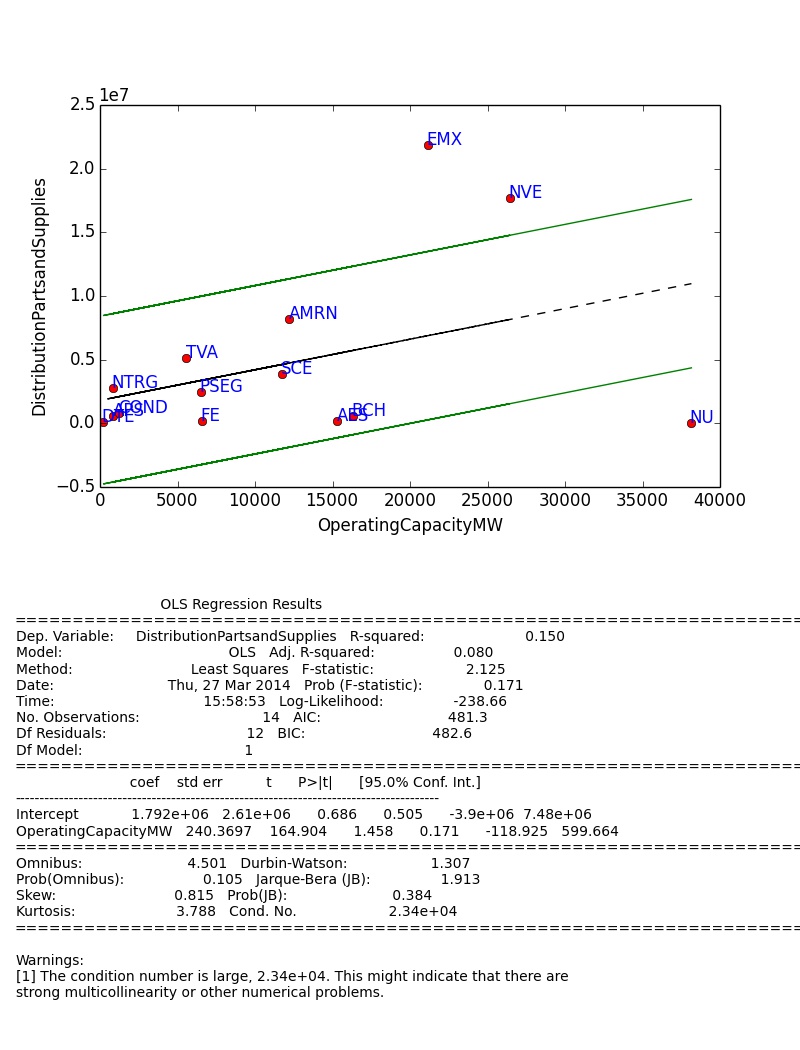 1e7
2.5
2.0
1.5
1.0
0.5
0.0
−0.5
DistributionPartsandSupplies
EMX
NVE
AMRN
TVA
SCE
NTRG
PSEG
COND
BCH
FE
AES
DTE
NU
0 5000 10000 15000 20000 25000 30000 35000 40000
OperatingCapacityMW
OLS Regression Results
==============================================================================
Dep. Variable: DistributionPartsandSupplies R-squared: 0.150
Model: OLS Adj. R-squared: 0.080
Method: Least Squares F-statistic: 2.125
Date: Thu, 27 Mar 2014 Prob (F-statistic): 0.171
Time: 15:58:53 Log-Likelihood: -238.66
No. Observations: 14 AIC: 481.3
Df Residuals: 12 BIC: 482.6
Df Model: 1
==============================================================================
coef std err t P>|t| [95.0% Conf. Int.]
------------------------------------------------------------------------------------------
Intercept 1.792e+06 2.61e+06 0.686 0.505 -3.9e+06 7.48e+06
OperatingCapacityMW 240.3697 164.904 1.458 0.171 -118.925 599.664
==============================================================================
Omnibus: 4.501 Durbin-Watson: 1.307
Prob(Omnibus): 0.105 Jarque-Bera (JB): 1.913
Skew: 0.815 Prob(JB): 0.384
Kurtosis: 3.788 Cond. No. 2.34e+04
==============================================================================
Warnings:
[1] The condition number is large, 2.34e+04. This might indicate that there are
strong multicollinearity or other numerical problems.